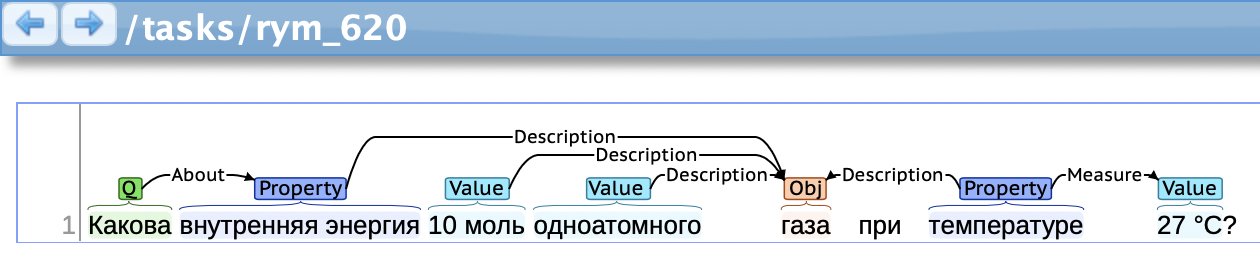 /tasks/rym_620
Description
Description
About Description Description Measure
Q Property Value Value Obj Property Value
1 Какова внутренняя энергия 10 моль одноатомного газа при температуре 27 °C?